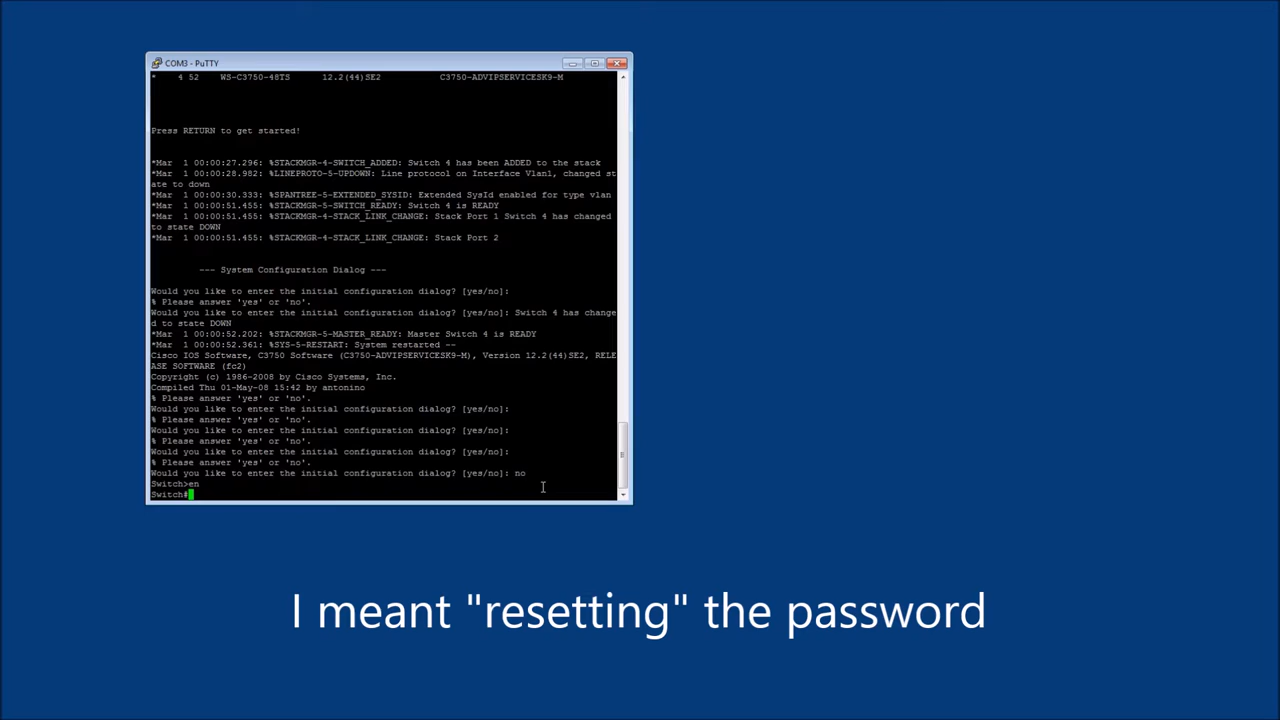 COM3 - PuTTY
*    4 52   WS-C3750-48TS      12.2(44)SE2           C3750-ADVIPSERVICESK9-M
Press RETURN to get started!
*Mar  1 00:00:27.296: %STACKMGR-4-SWITCH_ADDED: Switch 4 has been ADDED to the stack
*Mar  1 00:00:28.982: %LINEPROTO-5-UPDOWN: Line protocol on Interface Vlan1, changed st
ate to down
*Mar  1 00:00:30.333: %SPANTREE-5-EXTENDED_SYSID: Extended SysId enabled for type vlan
*Mar  1 00:00:51.455: %STACKMGR-5-SWITCH_READY: Switch 4 is READY
*Mar  1 00:00:51.455: %STACKMGR-4-STACK_LINK_CHANGE: Stack Port 1 Switch 4 has changed
to state DOWN
*Mar  1 00:00:51.455: %STACKMGR-4-STACK_LINK_CHANGE: Stack Port 2
--- System Configuration Dialog ---
Would you like to enter the initial configuration dialog? [yes/no]:
% Please answer 'yes' or 'no'.
Would you like to enter the initial configuration dialog? [yes/no]: Switch 4 has change
d to state DOWN
*Mar  1 00:00:52.202: %STACKMGR-5-MASTER_READY: Master Switch 4 is READY
*Mar  1 00:00:52.361: %SYS-5-RESTART: System restarted --
Cisco IOS Software, C3750 Software (C3750-ADVIPSERVICESK9-M), Version 12.2(44)SE2, RELE
ASE SOFTWARE (fc2)
Copyright (c) 1986-2008 by Cisco Systems, Inc.
Compiled Thu 01-May-08 15:42 by antonino
% Please answer 'yes' or 'no'.
Would you like to enter the initial configuration dialog? [yes/no]:
% Please answer 'yes' or 'no'.
Would you like to enter the initial configuration dialog? [yes/no]:
% Please answer 'yes' or 'no'.
Would you like to enter the initial configuration dialog? [yes/no]:
% Please answer 'yes' or 'no'.
Would you like to enter the initial configuration dialog? [yes/no]: no
Switch>en
Switch#
I meant "resetting" the password